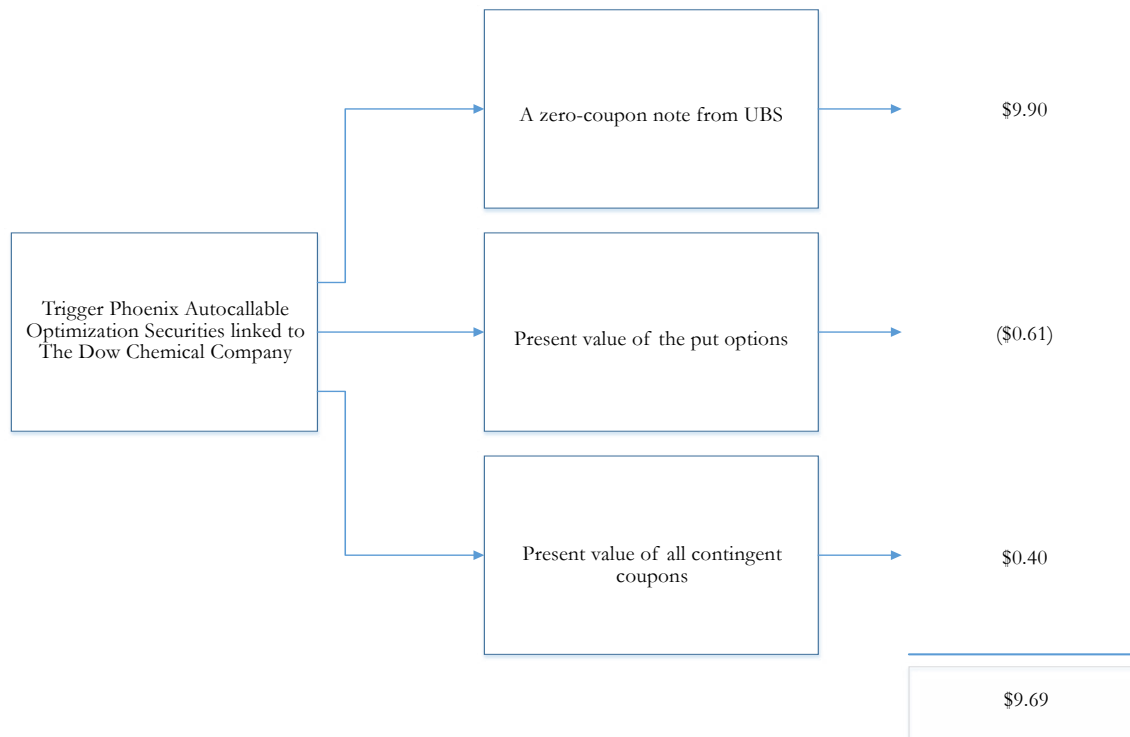 A zero-coupon note from UBS
$9.90
Trigger Phoenix Autocallable
Optimization Securities linked to
The Dow Chemical Company
Present value of the put options
($0.61)
Present value of all contingent
coupons
$0.40
$9.69